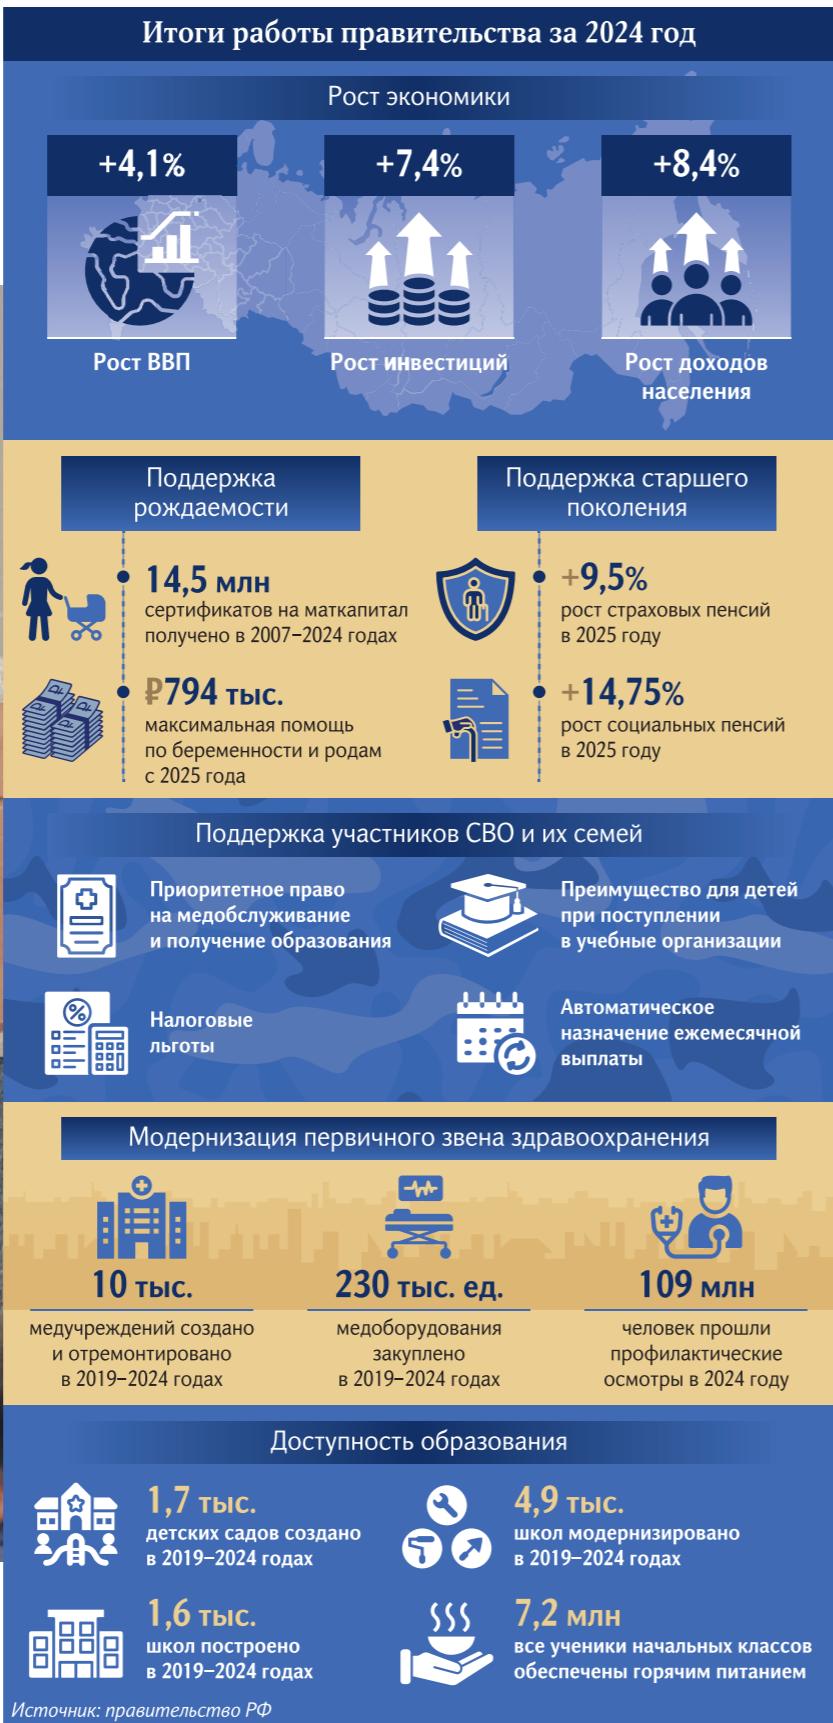 Итоги работы правительства за 2024 год
Рост экономики
+4,1%
Рост ВВП
+7,4%
Рост инвестиций
+8,4%
Рост доходов
населения
Поддержка
рождаемости
14,5 млн
сертификатов на маткапитал
получено в 2007–2024 годах
₽794 тыс.
максимальная помощь
по беременности и родам
с 2025 года
Поддержка старшего
поколения
+9,5%
рост страховых пенсий
в 2025 году
+14,75%
рост социальных пенсий
в 2025 году
Поддержка участников СВО и их семей
Приоритетное право
на медобслуживание
и получение образования
Преимущество для детей
при поступлении
в учебные организации
%
Налоговые
льготы
Автоматическое
назначение ежемесячной
выплаты
Модернизация первичного звена здравоохранения
10 тыс.
медучреждений создано
и отремонтировано
в 2019–2024 годах
230 тыс. ед.
медоборудования
закуплено
в 2019–2024 годах
109 млн
человек прошли
профилактические
осмотры в 2024 году
Доступность образования
1,7 тыс.
детских садов создано
в 2019–2024 годах
4,9 тыс.
школ модернизировано
в 2019–2024 годах
1,6 тыс.
школ построено
в 2019–2024 годах
7,2 млн
все ученики начальных классов
обеспечены горячим питанием
Источник: правительство РФ